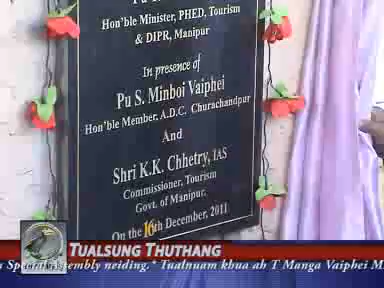 Hon'ble Minister, PHED, Tourism
& DIPR, Manipur
In presence of
Pu S. Minboi Vaiphei
Hon'ble Member, A.D.C. Churachandpur
And
Shri K.K. Chhetry, IAS
Commissioner, Tourism
Govt. of Manipur.
On the 16th December, 2011
TUALSUNG THUTHANG
Assembly neiding.* Tualnuam khua ah T Manga Vaiphei M